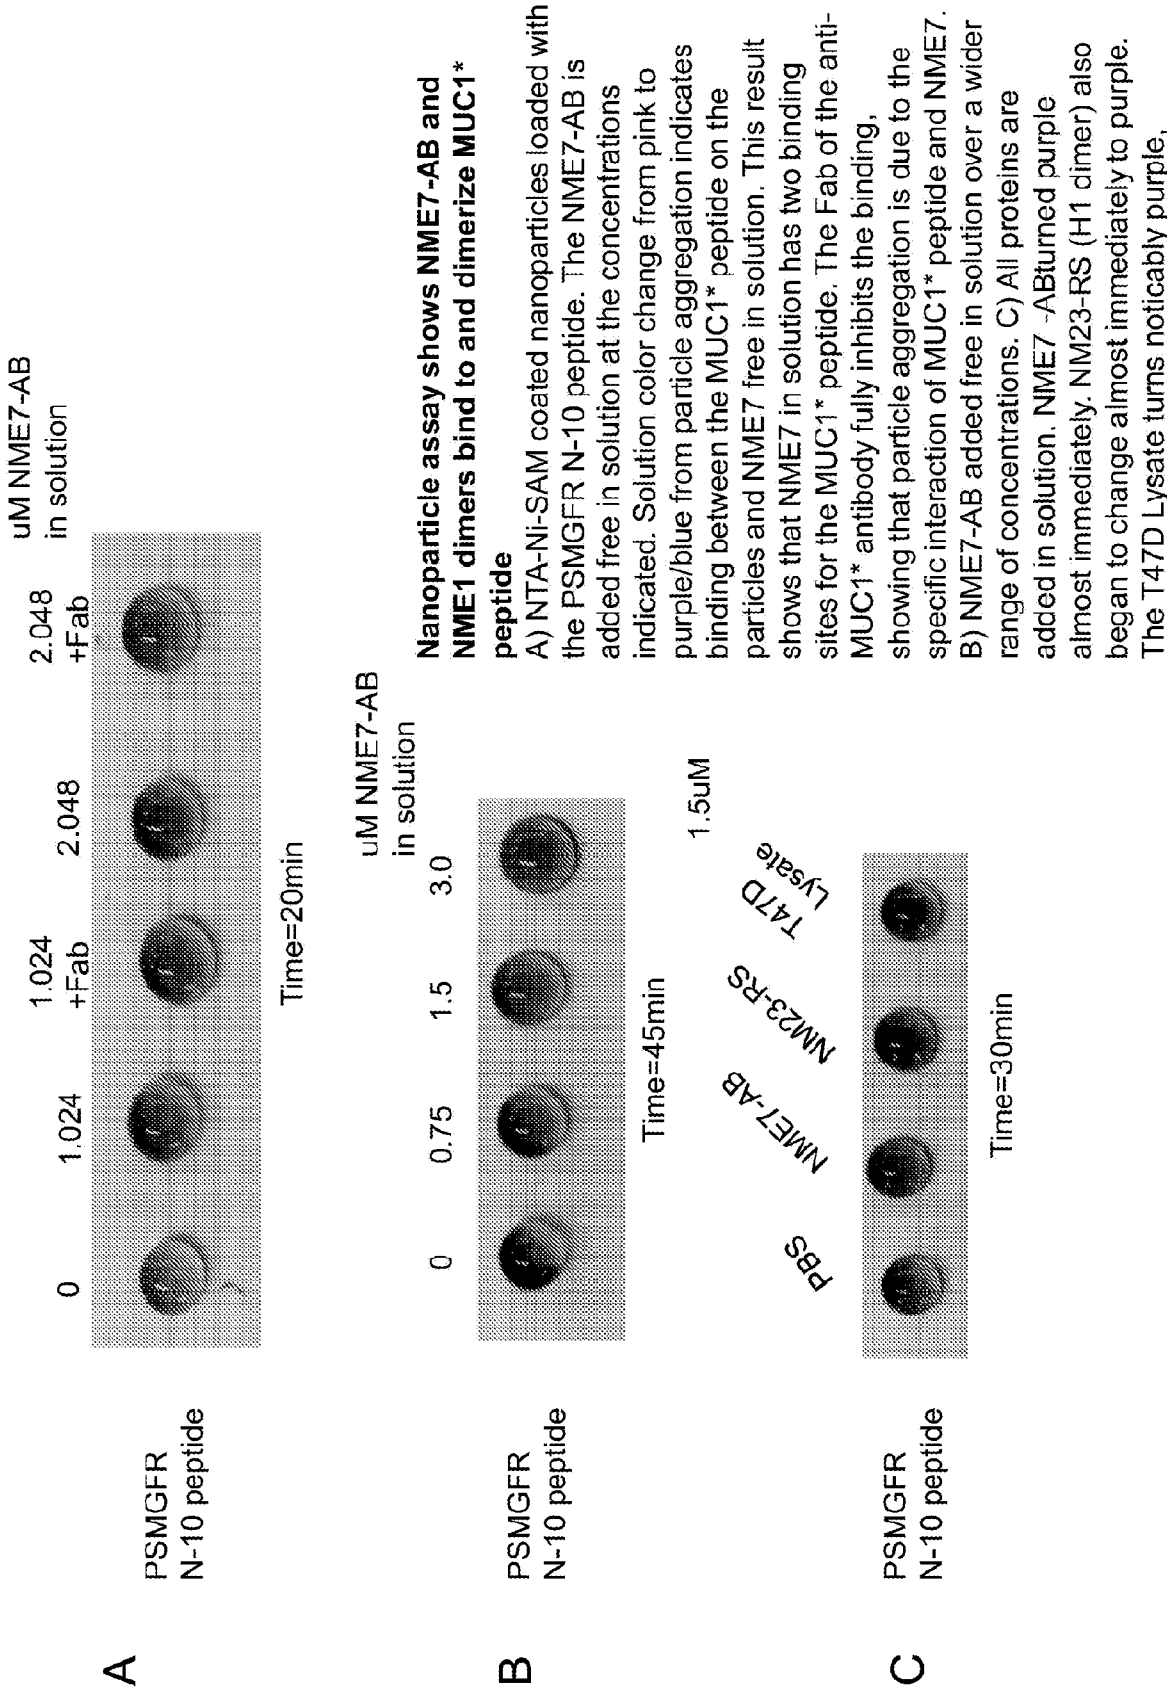 A
PSMGFR
N-10 peptide
uM NME7-AB
in solution
0
1.024
1.024
+Fab
2.048
2.048
+Fab
Time=20min
B
PSMGFR
N-10 peptide
uM NME7-AB
in solution
0
0.75
1.5
3.0
Time=45min
C
PSMGFR
N-10 peptide
PBS
NME7-AB
NM23-RS
T47D
Lysate
1.5uM
Time=30min
Nanoparticle assay shows NME7-AB and
NME1 dimers bind to and dimerize MUC1*
peptide
A) NTA-Ni-SAM coated nanoparticles loaded with
the PSMGFR N-10 peptide. The NME7-AB is
added free in solution at the concentrations
indicated. Solution color change from pink to
purple/blue from particle aggregation indicates
binding between the MUC1* peptide on the
particles and NME7 free in solution. This result
shows that NME7 in solution has two binding
sites for the MUC1* peptide. The Fab of the anti-
MUC1* antibody fully inhibits the binding,
showing that particle aggregation is due to the
specific interaction of MUC1* peptide and NME7.
B) NME7-AB added free in solution over a wider
range of concentrations. C) All proteins are
added in solution. NME7 -ABturned purple
almost immediately. NM23-RS (H1 dimer) also
began to change almost immediately to purple.
The T47D Lysate turns noticably purple,